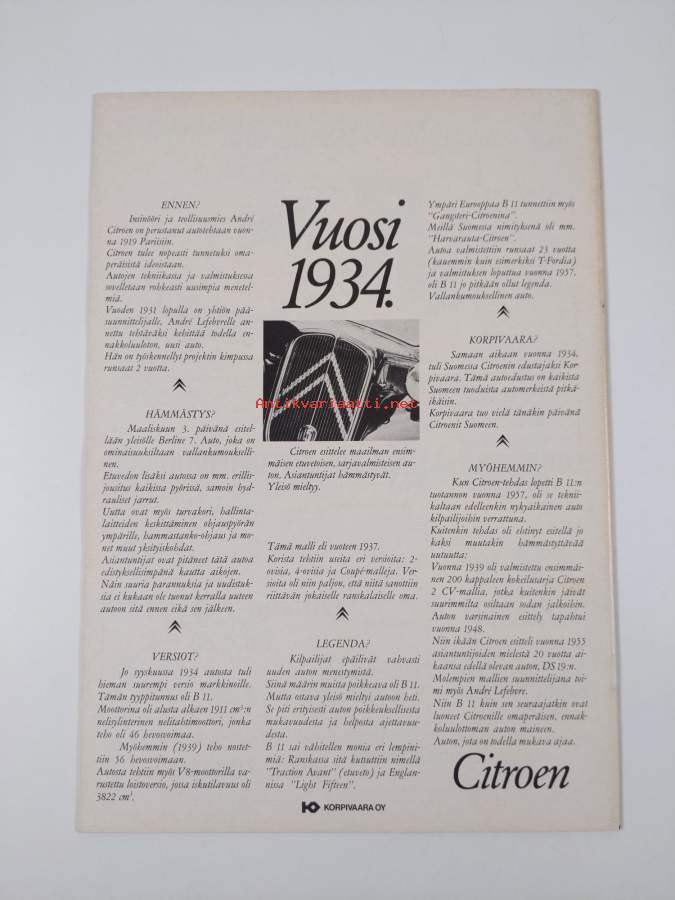 ENNEN?
Insinööri ja teollisuusmies André
Citroen on perustanut autotehtaan vuon-
na 1919 Pariisiin.
Citroen tulee nopeasti tunnetuksi oma-
peräisistä ideoistaan.
Autojen tekniikassa ja valmistuksessa
sovelletaan rohkeasti uusimpia menetel-
miä.
Vuoden 1931 lopulla on yhtiön pää-
suunnittelijalle, André Lefebvrelle an-
nettu tehtäväksi kehittää todella en-
nakkoluuloton, uusi auto.
Hän on työskennellyt projektin kimpussa
runsaat 2 vuotta.
HÄMMÄSTYS?
Maaliskuun 3. päivänä esitel-
lään yleisölle Berline 7. Auto, joka on
ominaisuuksiltaan vallankumoukselli-
nen.
Etuvedon lisäksi autossa on mm. erilli-
jousitus kaikissa pyörissä, samoin hyd-
rauliset jarrut.
Uutta ovat myös turvakori, hallinta-
laitteiden keskittäminen ohjauspyörän
ympärille, hammastanko-ohjaus ja mo-
net muut yksityiskohdat.
Asiantuntijat ovat pitäneet tätä autoa
edistyksellisimpänä kautta aikojen.
Näin suuria parannuksia ja uudistuk-
sia ei kukaan ole tuonut kerralla uuteen
autoon sitä ennen eikä sen jälkeen.
VERSIOT?
Jo syyskuussa 1934 autosta tuli
hieman suurempi versio markkinoille.
Tämän tyyppitunnus oli B 11.
Moottorina oli alusta alkaen 1911 cm³:n
nelisylinterinen nelitahtimoottori, jonka
teho oli 46 hevosvoimaa.
Myöhemmin (1939) teho nostet-
tiin 56 hevosvoimaan.
Autosta tehtiin myös V8-moottorilla va-
rustettu loistoversio, jossa iskutilavuus oli
3822 cm³.
Vuosi
1934.
Antikvariaatti.net
Citroen esittelee maailman ensim-
mäisen etuvetoisen, sarjavalmisteisen au-
ton. Asiantuntijat hämmästyvät.
Yleisö mieltyy.
Tämä malli eli vuoteen 1957.
Korista tehtiin useita eri versioita: 2-
ovisia, 4-ovisia ja Coupé-malleja. Ver-
sioita oli niin paljon, että niitä sanottiin
riittävän jokaiselle ranskalaiselle oma.
LEGENDA?
Kilpailijat epäilivät vahvasti
uuden auton menestymistä.
Siinä määrin muista poikkeava oli B 11.
Mutta ostava yleisö mieltyi autoon heti.
Se piti erityisesti auton poikkeuksellisesta
mukavuudesta ja helposta ajettavuu-
desta.
B 11 sai vähitellen monia eri lempini-
miä: Ranskassa sitä kutsuttiin nimellä
"Traction Avant" (etuveto) ja Englan-
nissa "Light Fifteen".
KORPIVAARA OY
Ympäri Eurooppaa B 11 tunnettiin myös
"Gangsteri-Citroenina".
Meillä Suomessa nimityksenä oli mm.
"Harvarauta-Citroen".
Autoa valmistettiin runsaat 23 vuotta
(kauemmin kuin esimerkiksi T-Fordia)
ja valmistuksen loputtua vuonna 1957,
oli B 11 jo pitkään ollut legenda.
Vallankumouksellinen auto.
KORPIVAARA?
Samaan aikaan vuonna 1934,
tuli Suomessa Citroenin edustajaksi Kor-
pivaara. Tämä autoedustus on kaikista
Suomeen tuoduista automerkeistä pitkä-
ikäisin.
Korpivaara tuo vielä tänäkin päivänä
Citroenit Suomeen.
MYÖHEMMIN?
Kun Citroen-tehdas lopetti B 11:n
tuotannon vuonna 1957, oli se teknii-
kaltaan edelleenkin nykyaikainen auto
kilpailijoihin verrattuna.
Kuitenkin tehdas oli ehtinyt esitellä jo
kaksi muutakin hämmästyttävää
uutuutta:
Vuonna 1939 oli valmistettu ensimmäi-
nen 200 kappaleen kokeilusarja Citroen
2 CV-mallia, jotka kuitenkin jäivät
suurimmilta osiltaan sodan jalkoihin.
Auton varsinainen esittely tapahtui
vuonna 1948.
Niin ikään Citroen esitteli vuonna 1955
asiantuntijoiden mielestä 20 vuotta ai-
kaansa edellä olevan auton, DS 19:n.
Molempien mallien suunnittelijana toi-
mi myös André Lefebvre.
Niin B 11 kuin sen seuraajatkin ovat
luoneet Citroenille omaperäisen, ennak-
koluulottoman auton maineen.
Auton, jota on todella mukava ajaa.
Citroen